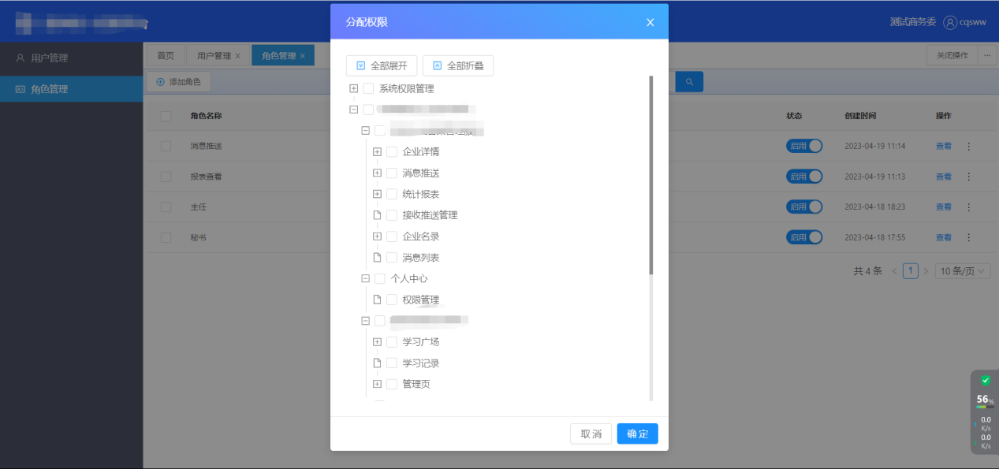 分配权限
测试商务委 cqsww
用户管理
角色管理
首页 用户管理 × 角色管理 ×
关闭操作 ···
添加角色
全部展开 全部折叠
系统权限管理
企业详情
消息推送
统计报表
接收推送管理
企业名录
消息列表
个人中心
权限管理
学习广场
学习记录
管理页
取消 确定
角色名称 状态 创建时间 操作
消息推送 启用 2023-04-19 11:14 查看
报表查看 启用 2023-04-19 11:13 查看
主任 启用 2023-04-18 18:23 查看
秘书 启用 2023-04-18 17:55 查看
共 4 条 < 1 > 10 条/页
56%
0.0
K/s
0.0
K/s